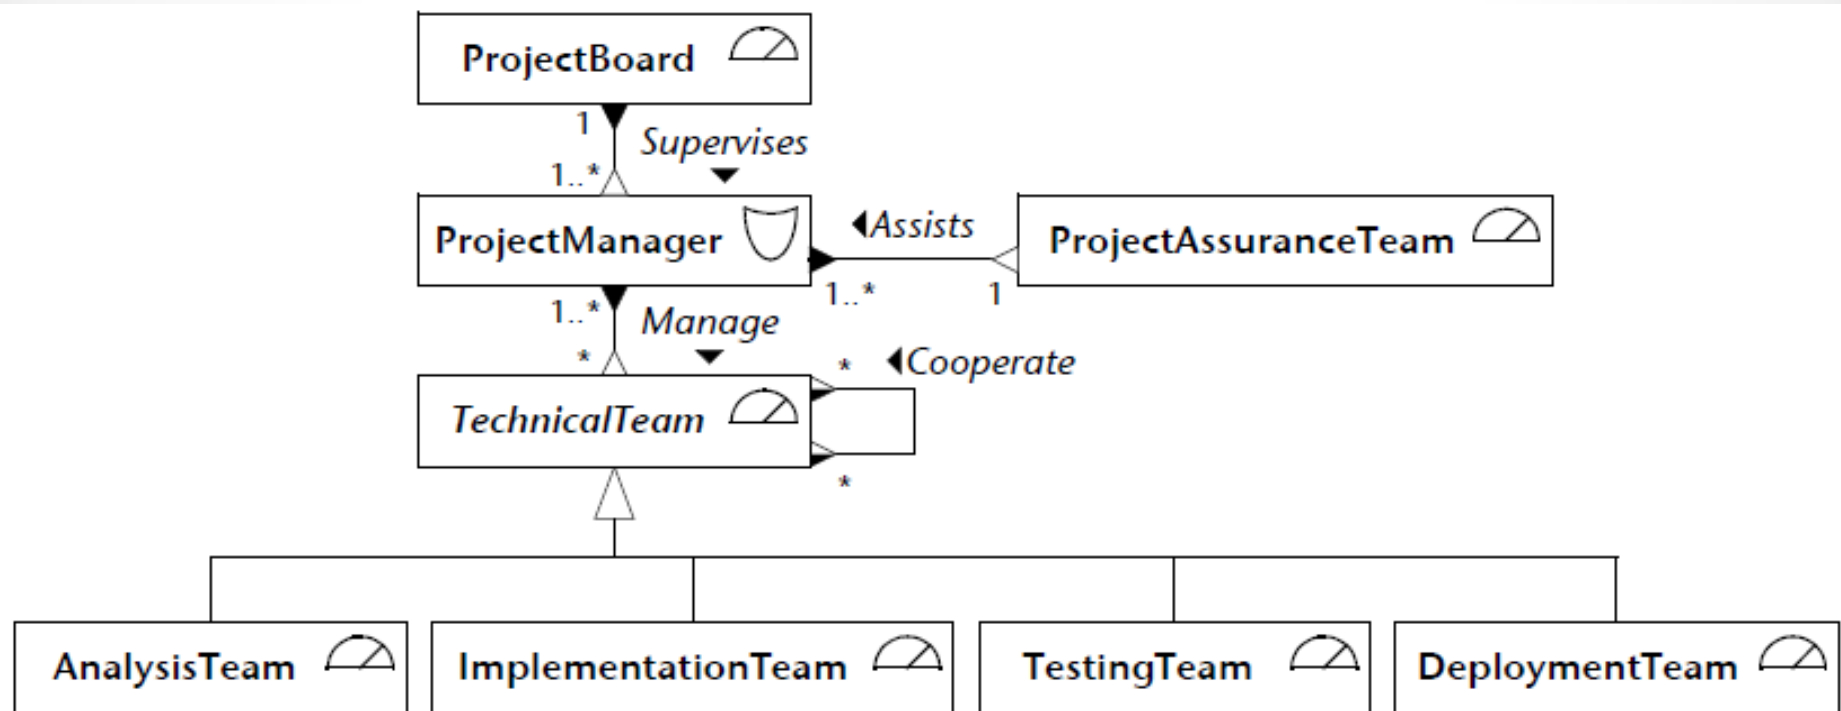 ProjectBoard
1
Supervises
1..*
ProjectManager
Assists
ProjectAssuranceTeam
1..*
1
1..*
Manage
*
*
Cooperate
TechnicalTeam
*
AnalysisTeam
ImplementationTeam
TestingTeam
DeploymentTeam